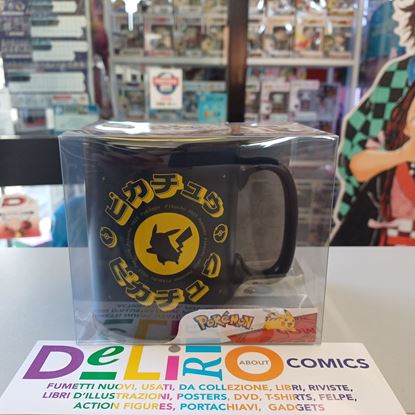 ピカチュウ
ピカチュウ
Pokémon
DeLiRiO ABOUT COMICS
FUMETTI NUOVI, USATI, DA COLLEZIONE, LIBRI, RIVISTE,
LIBRI D'ILLUSTRAZIONI, POSTERS, DVD, T-SHIRTS, FELPE,
ACTION FIGURES, PORTACHIAVI, GADGETS